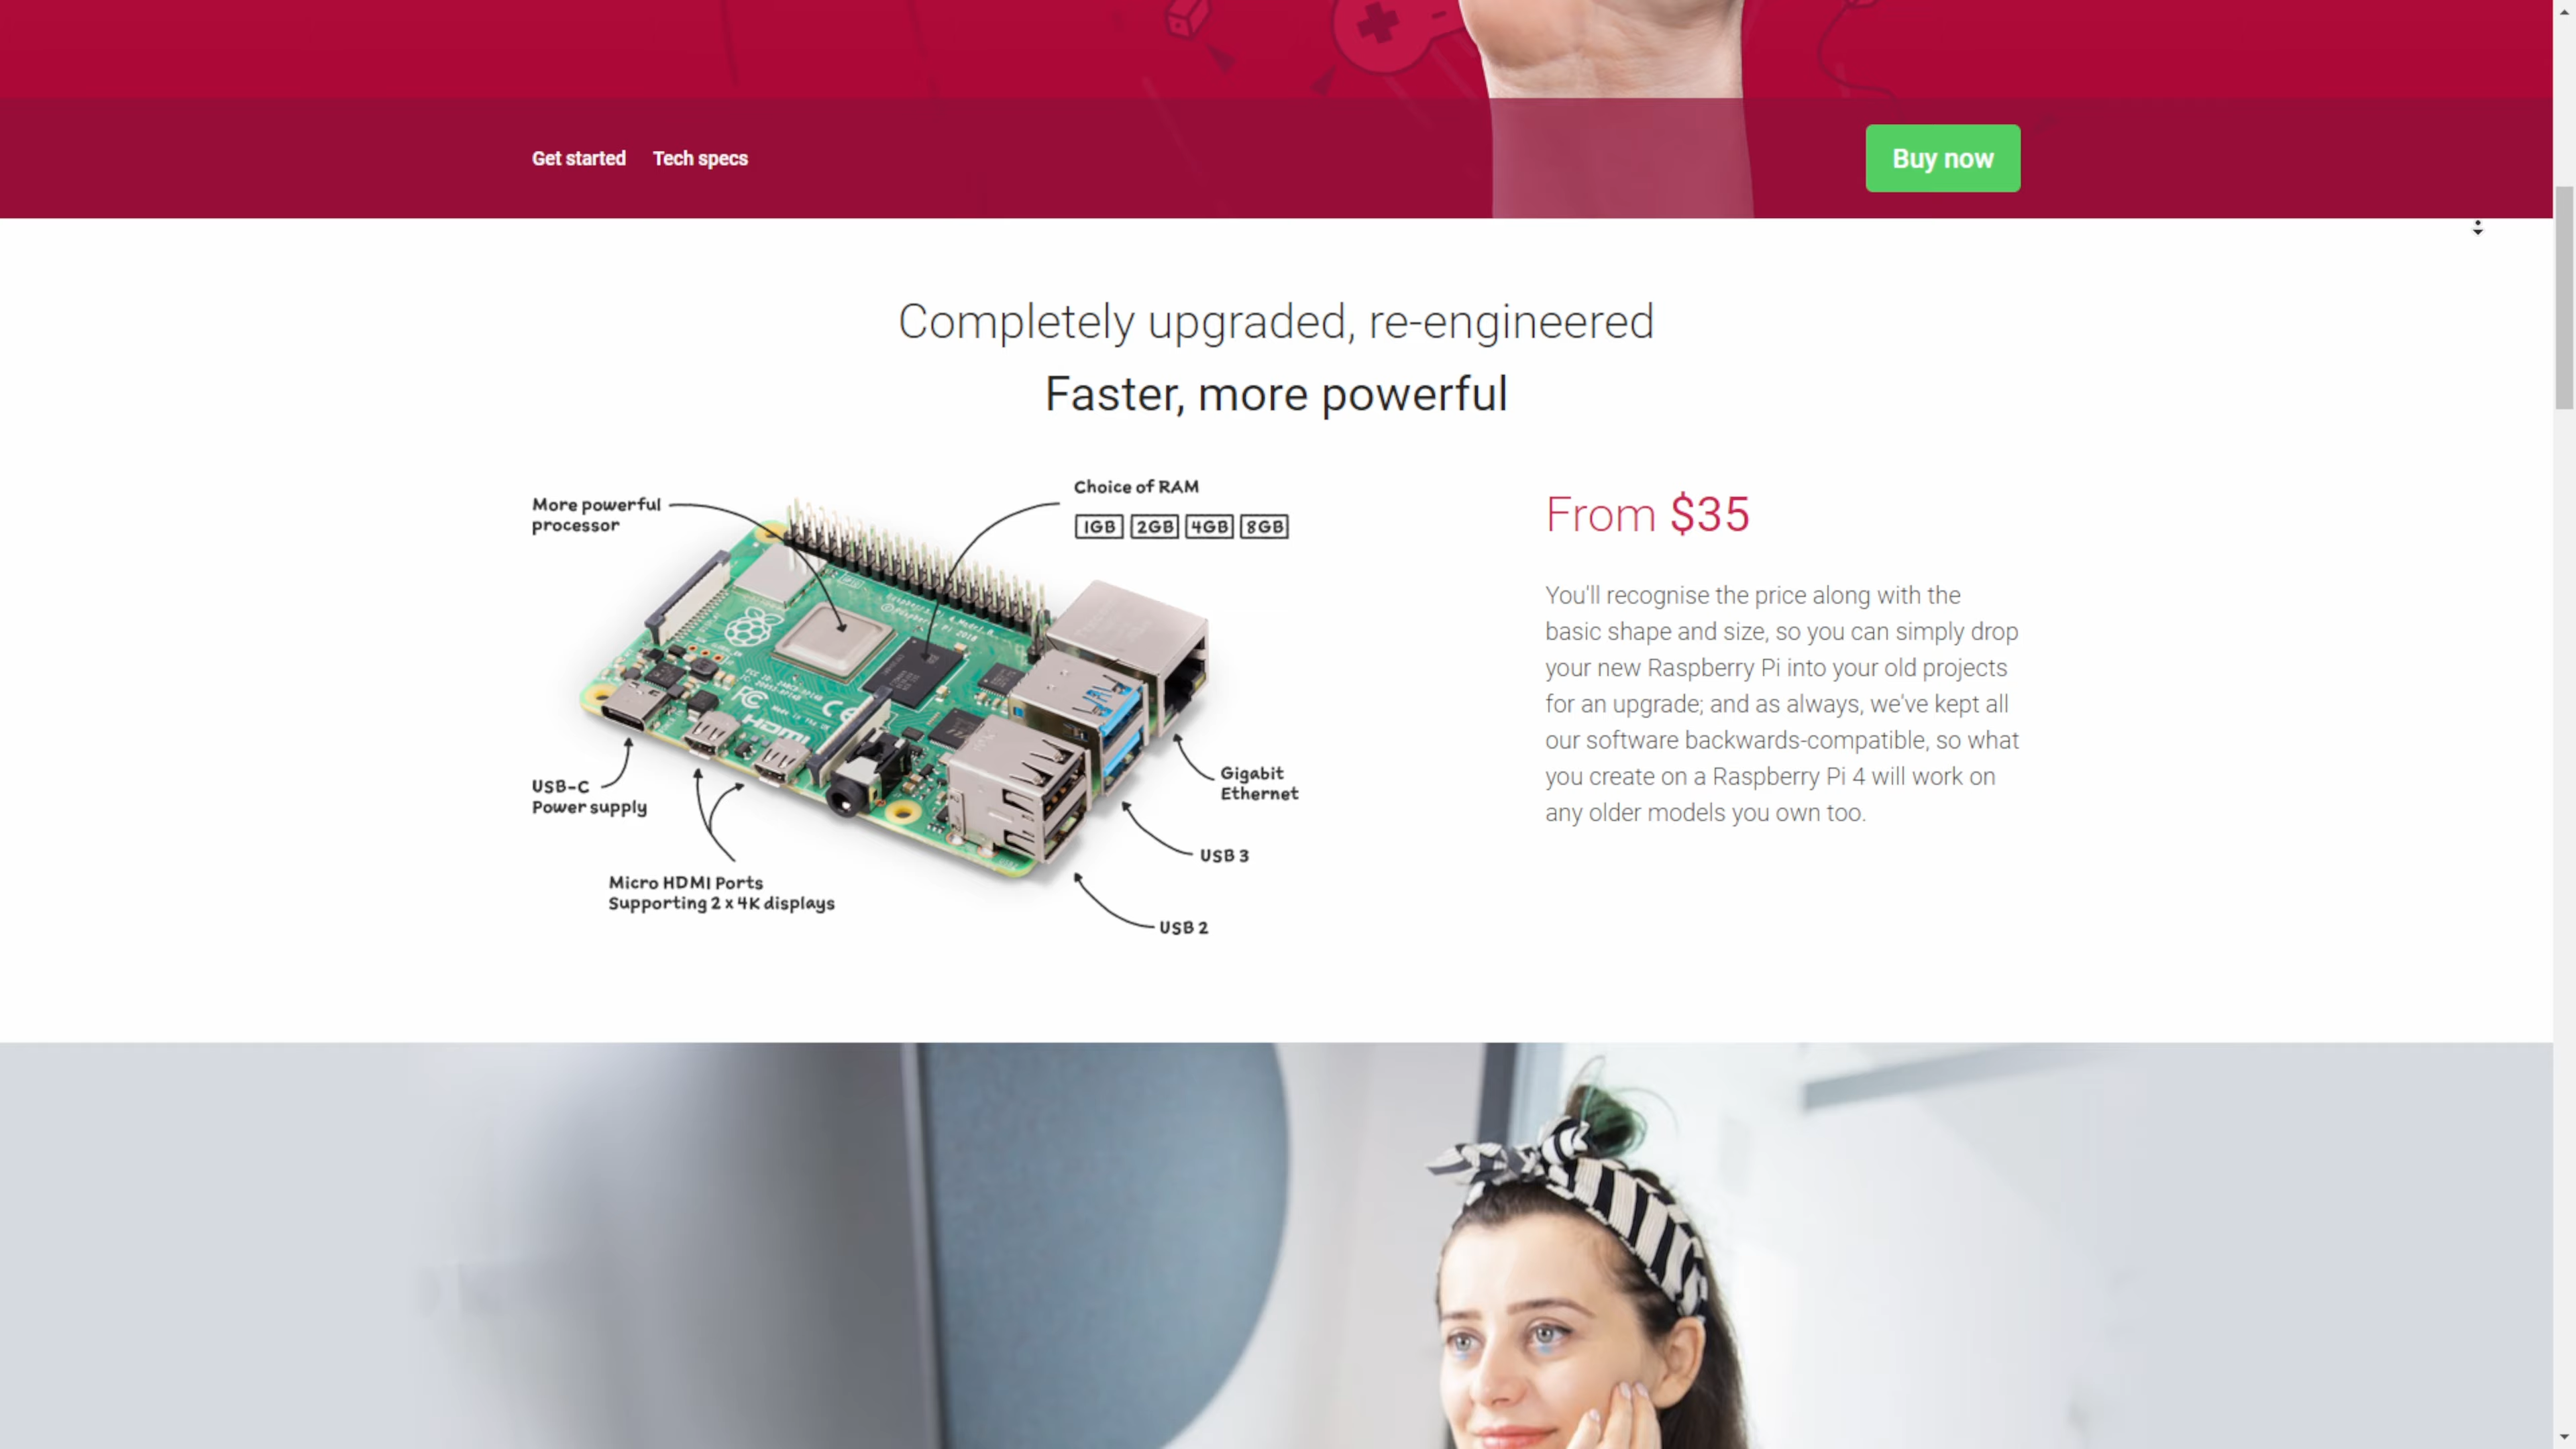 Get started Tech specs
Buy now
Completely upgraded, re-engineered
Faster, more powerful
More powerful
processor
Choice of RAM
1GB 2GB 4GB 8GB
USB-C
Power supply
Micro HDMI Ports
Supporting 2 x 4K displays
Gigabit
Ethernet
USB 3
USB 2
HDMI
From $35
You'll recognise the price along with the
basic shape and size, so you can simply drop
your new Raspberry Pi into your old projects
for an upgrade; and as always, we've kept all
our software backwards-compatible, so what
you create on a Raspberry Pi 4 will work on
any older models you own too.